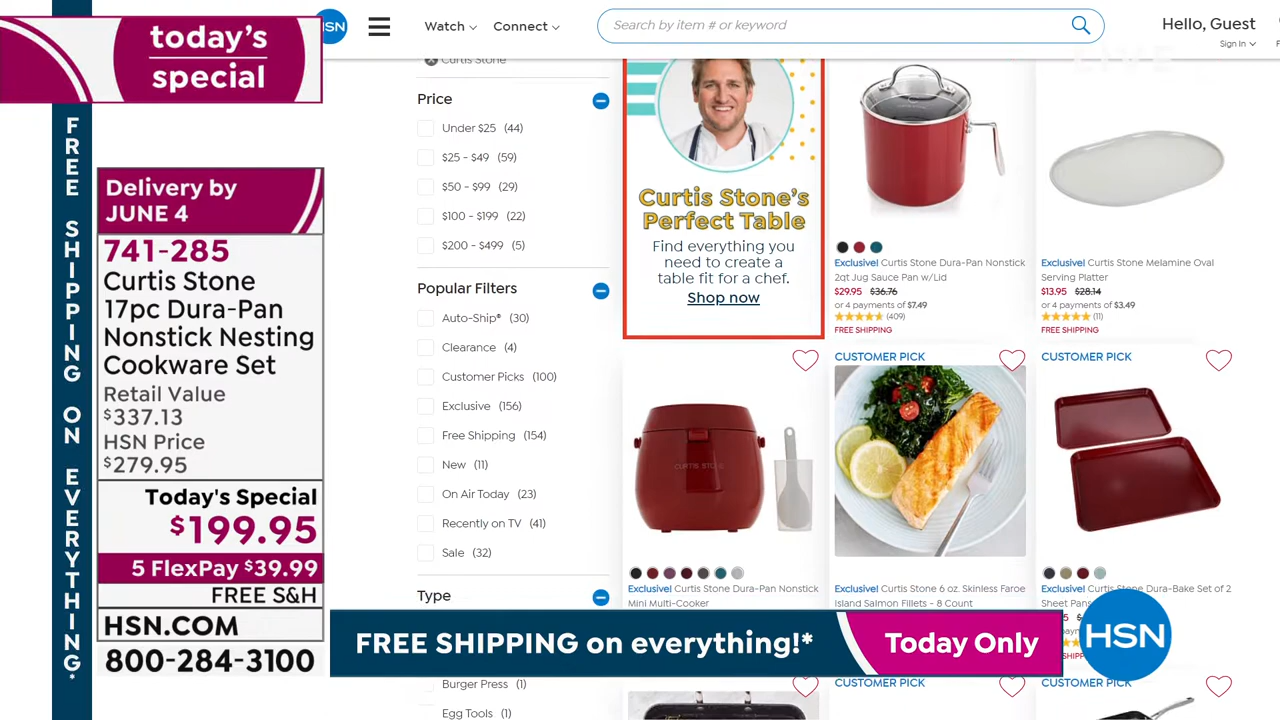 today's
special
FREE SHIPPING ON EVERYTHING!*
Delivery by
JUNE 4
741-285
Curtis Stone
17pc Dura-Pan
Nonstick Nesting
Cookware Set
Retail Value
$337.13
HSN Price
$279.95
Today's Special
$199.95
5 FlexPay $39.99
FREE S&H
HSN.COM
800-284-3100
HSN
Watch
Connect
Search by item # or keyword
Hello, Guest
Sign In
LIVE
Curtis Stone
Price
Under $25 (44)
$25 - $49 (59)
$50 - $99 (29)
$100 - $199 (22)
$200 - $499 (5)
Popular Filters
Auto-Ship® (30)
Clearance (4)
Customer Picks (100)
Exclusive (156)
Free Shipping (154)
New (11)
On Air Today (23)
Recently on TV (41)
Sale (32)
Type
Burger Press (1)
Egg Tools (1)
Curtis Stone's
Perfect Table
Find everything you
need to create a
table fit for a chef.
Shop now
Exclusive! Curtis Stone Dura-Pan Nonstick
2qt Jug Sauce Pan w/Lid
$29.95 $36.76
or 4 payments of $7.49
(409)
FREE SHIPPING
Exclusive! Curtis Stone Melamine Oval
Serving Platter
$13.95 $28.14
or 4 payments of $3.49
(11)
FREE SHIPPING
CURTIS STONE
Exclusive! Curtis Stone Dura-Pan Nonstick
Mini Multi-Cooker
CUSTOMER PICK
Exclusive! Curtis Stone 6 oz. Skinless Faroe
Island Salmon Fillets - 8 Count
CUSTOMER PICK
Exclusive! Curtis Stone Dura-Bake Set of 2
Sheet Pans
FREE SHIPPING on everything!*
Today Only
HSN
CUSTOMER PICK
CUSTOMER PICK